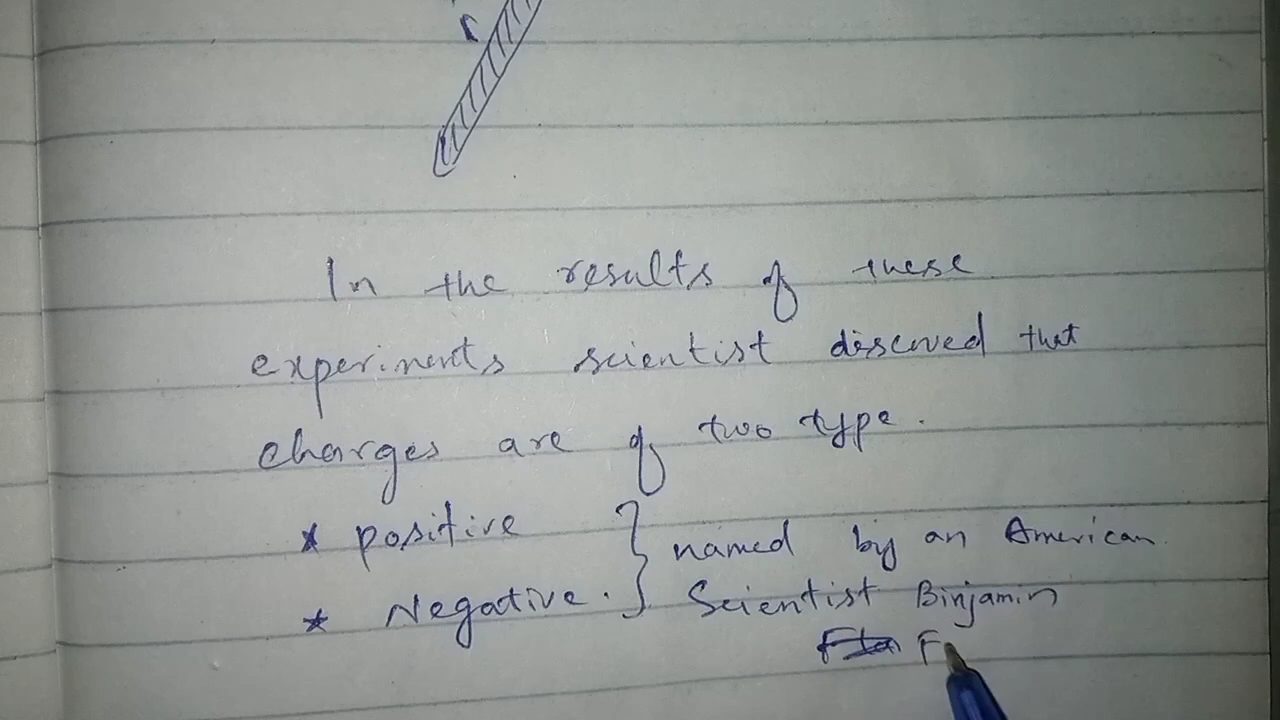 In the results of these
experiments scientist discoved that
charges are of two type.
* positive
* Negative.
} named by an American
Scientist Binjamin
F